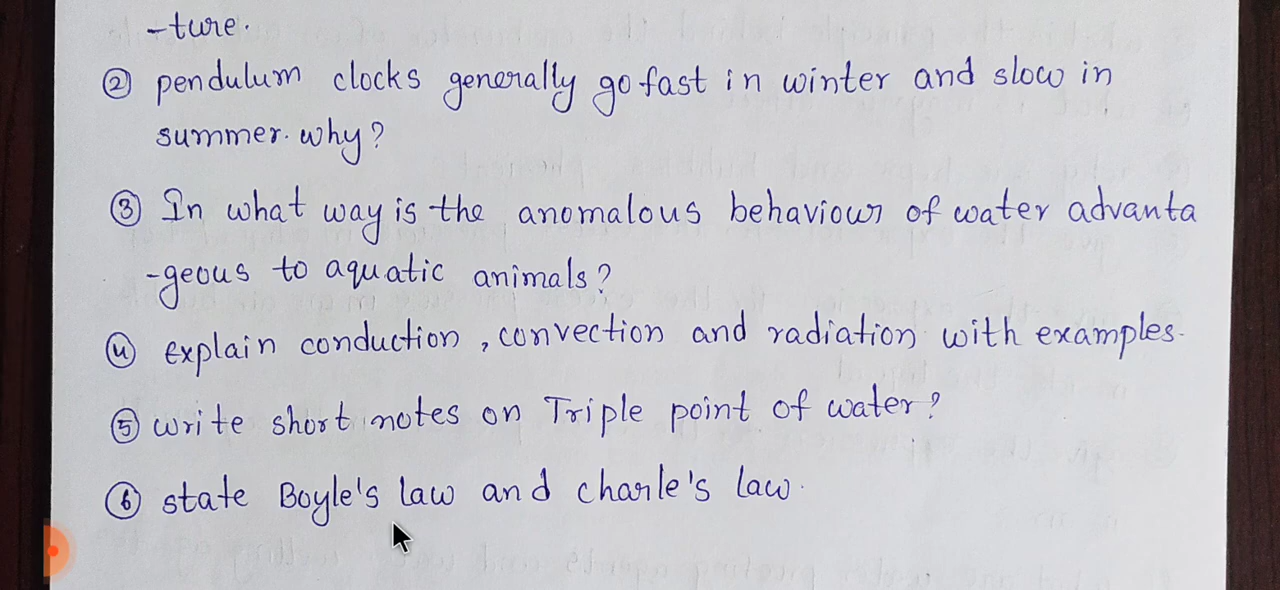 -ture.
② pendulum clocks generally go fast in winter and slow in
summer. why?
③ In what way is the anomalous behaviour of water advanta
-geous to aquatic animals?
④ explain conduction, convection and radiation with examples.
⑤ write short notes on Triple point of water?
⑥ state Boyle's law and charle's law.